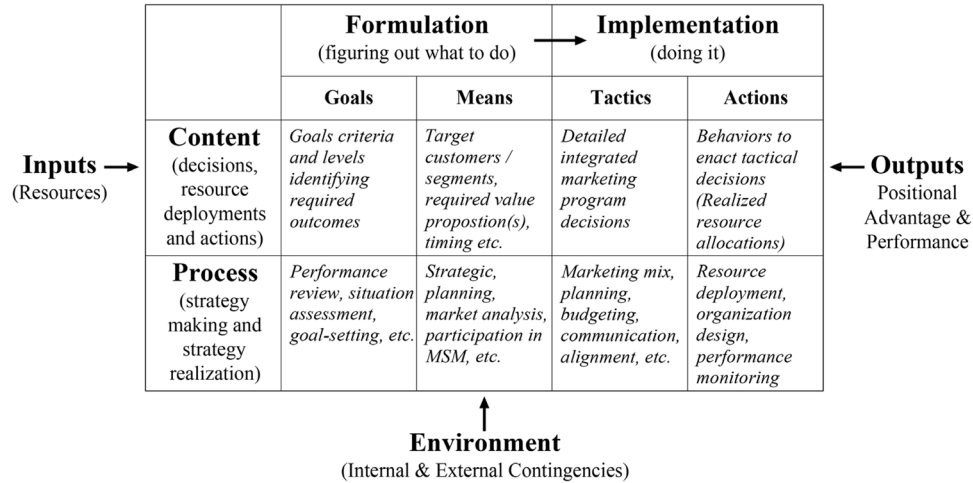 Formulation
(figuring out what to do)
Implementation
(doing it)
Goals
Means
Tactics
Actions
Inputs
(Resources)
Content
(decisions,
resource
deployments
and actions)
Goals criteria
and levels
identifying
required
outcomes
Target
customers /
segments,
required value
propostion(s),
timing etc.
Detailed
integrated
marketing
program
decisions
Behaviors to
enact tactical
decisions
(Realized
resource
allocations)
Outputs
Positional
Advantage &
Performance
Process
(strategy
making and
strategy
realization)
Performance
review, situation
assessment,
goal-setting, etc.
Strategic,
planning,
market analysis,
participation in
MSM, etc.
Marketing mix,
planning,
budgeting,
communication,
alignment, etc.
Resource
deployment,
organization
design,
performance
monitoring
Environment
(Internal & External Contingencies)